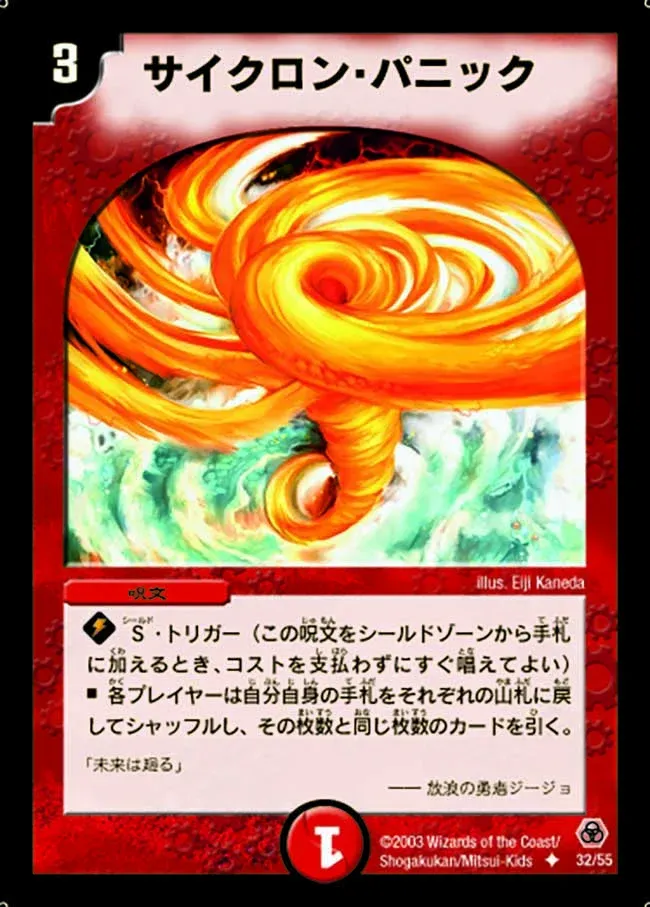 3
サイクロン・パニック
illus. Eiji Kaneda
呪文
S・トリガー（この呪文をシールドゾーンから手札
に加えるとき、コストを支払わずにすぐ唱えてよい）
■ 各プレイヤーは自分自身の手札をそれぞれの山札に戻
してシャッフルし、その枚数と同じ枚数のカードを引く。
「未来は廻る」
—— 放浪の勇者ジージョ
1
©2003 Wizards of the Coast/
Shogakukan/Mitsui-Kids
32/55